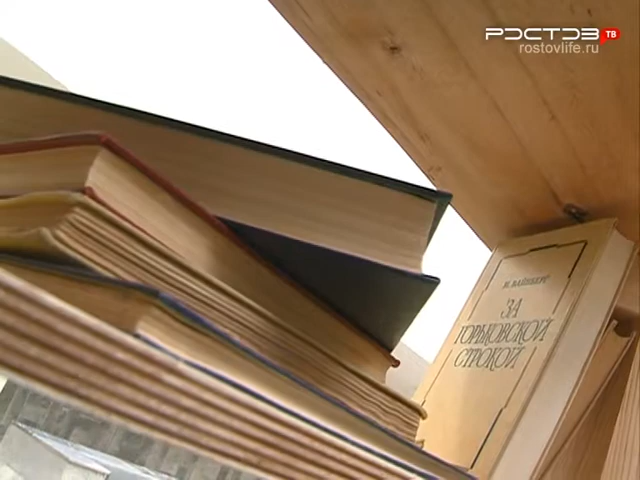 РОСТОВ ТВ
rostovlife.ru
И. ВАЙНБЕРГ
ЗА
ГОРЬКОВСКОЙ
СТРОКОЙ